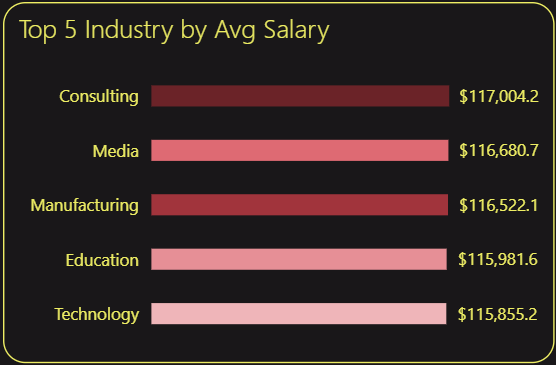 Top 5 Industry by Avg Salary
Consulting $117,004.2
Media $116,680.7
Manufacturing $116,522.1
Education $115,981.6
Technology $115,855.2